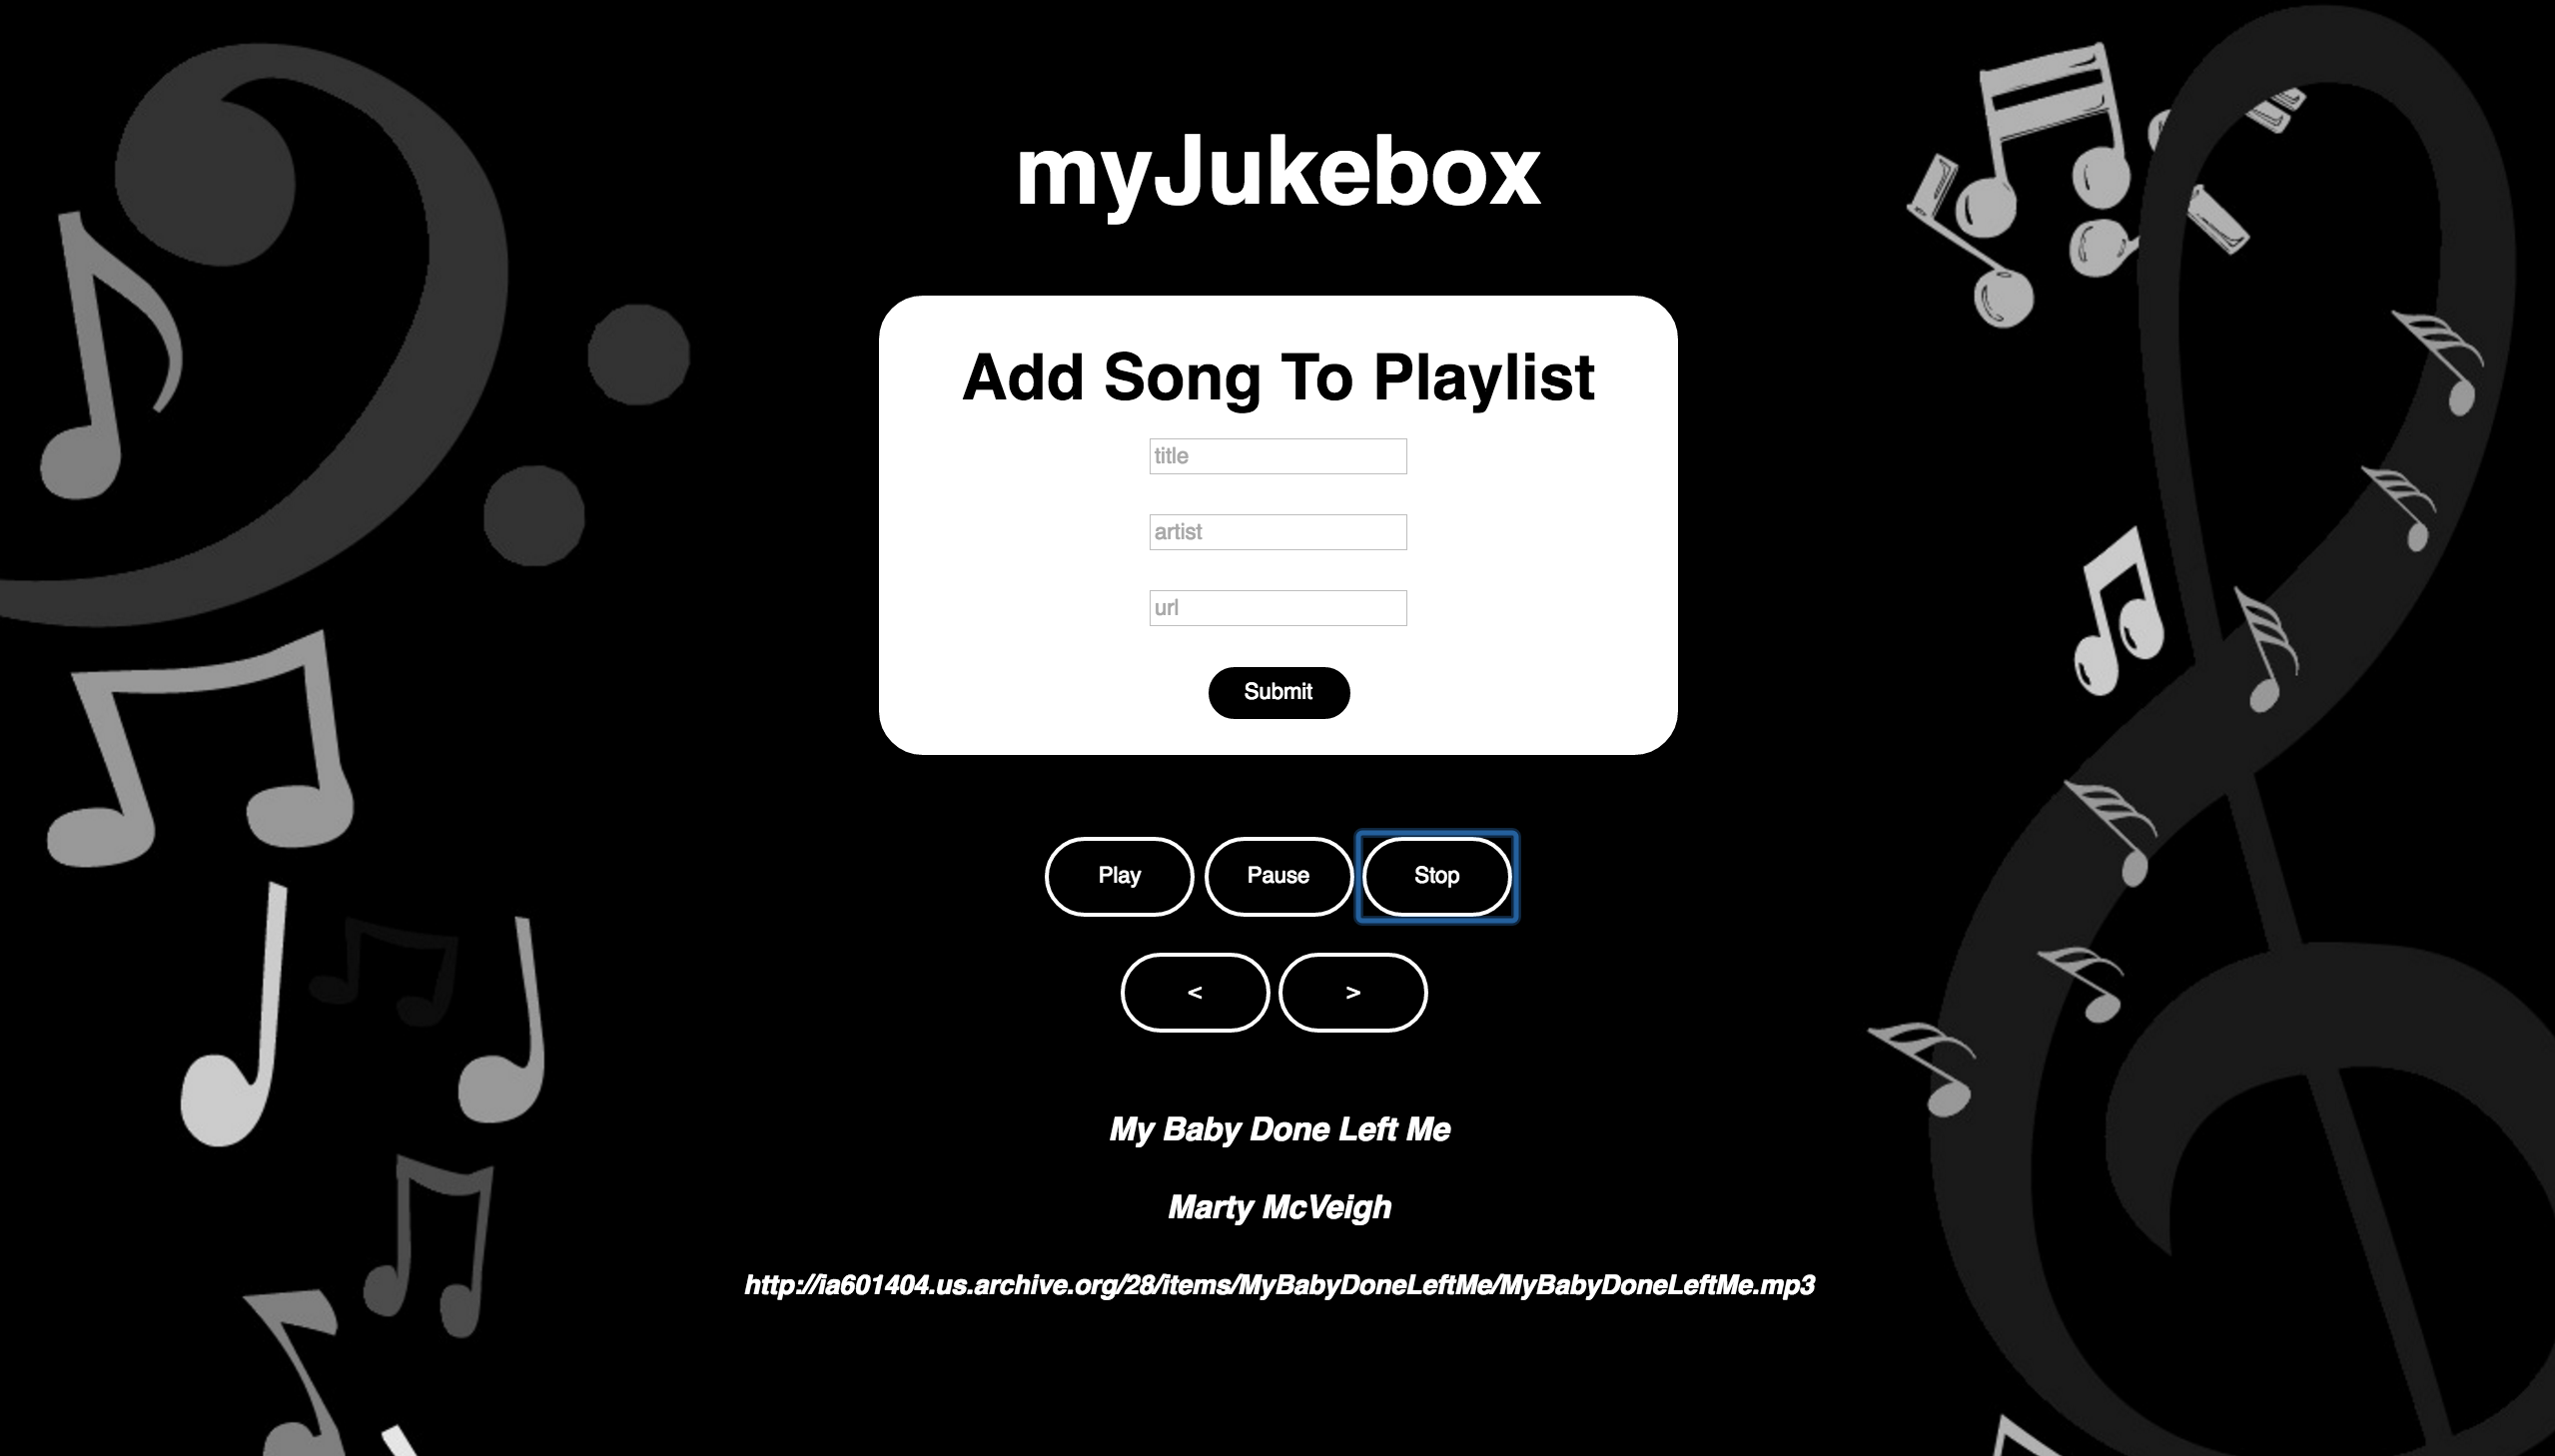 myJukebox
Add Song To Playlist
title
artist
url
Submit
Play Pause Stop
< >
My Baby Done Left Me
Marty McVeigh
http://ia601404.us.archive.org/28/items/MyBabyDoneLeftMe/MyBabyDoneLeftMe.mp3